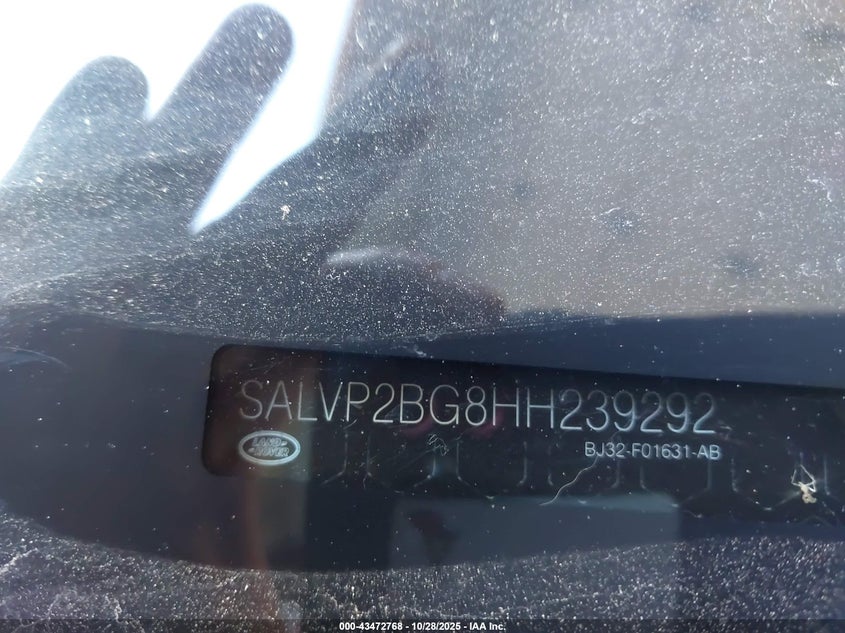 SALVP2BG8HH239292
LAND-
-ROVER
BJ32-F01631-AB
000-43472768 - 10/28/2025 - IAA Inc.